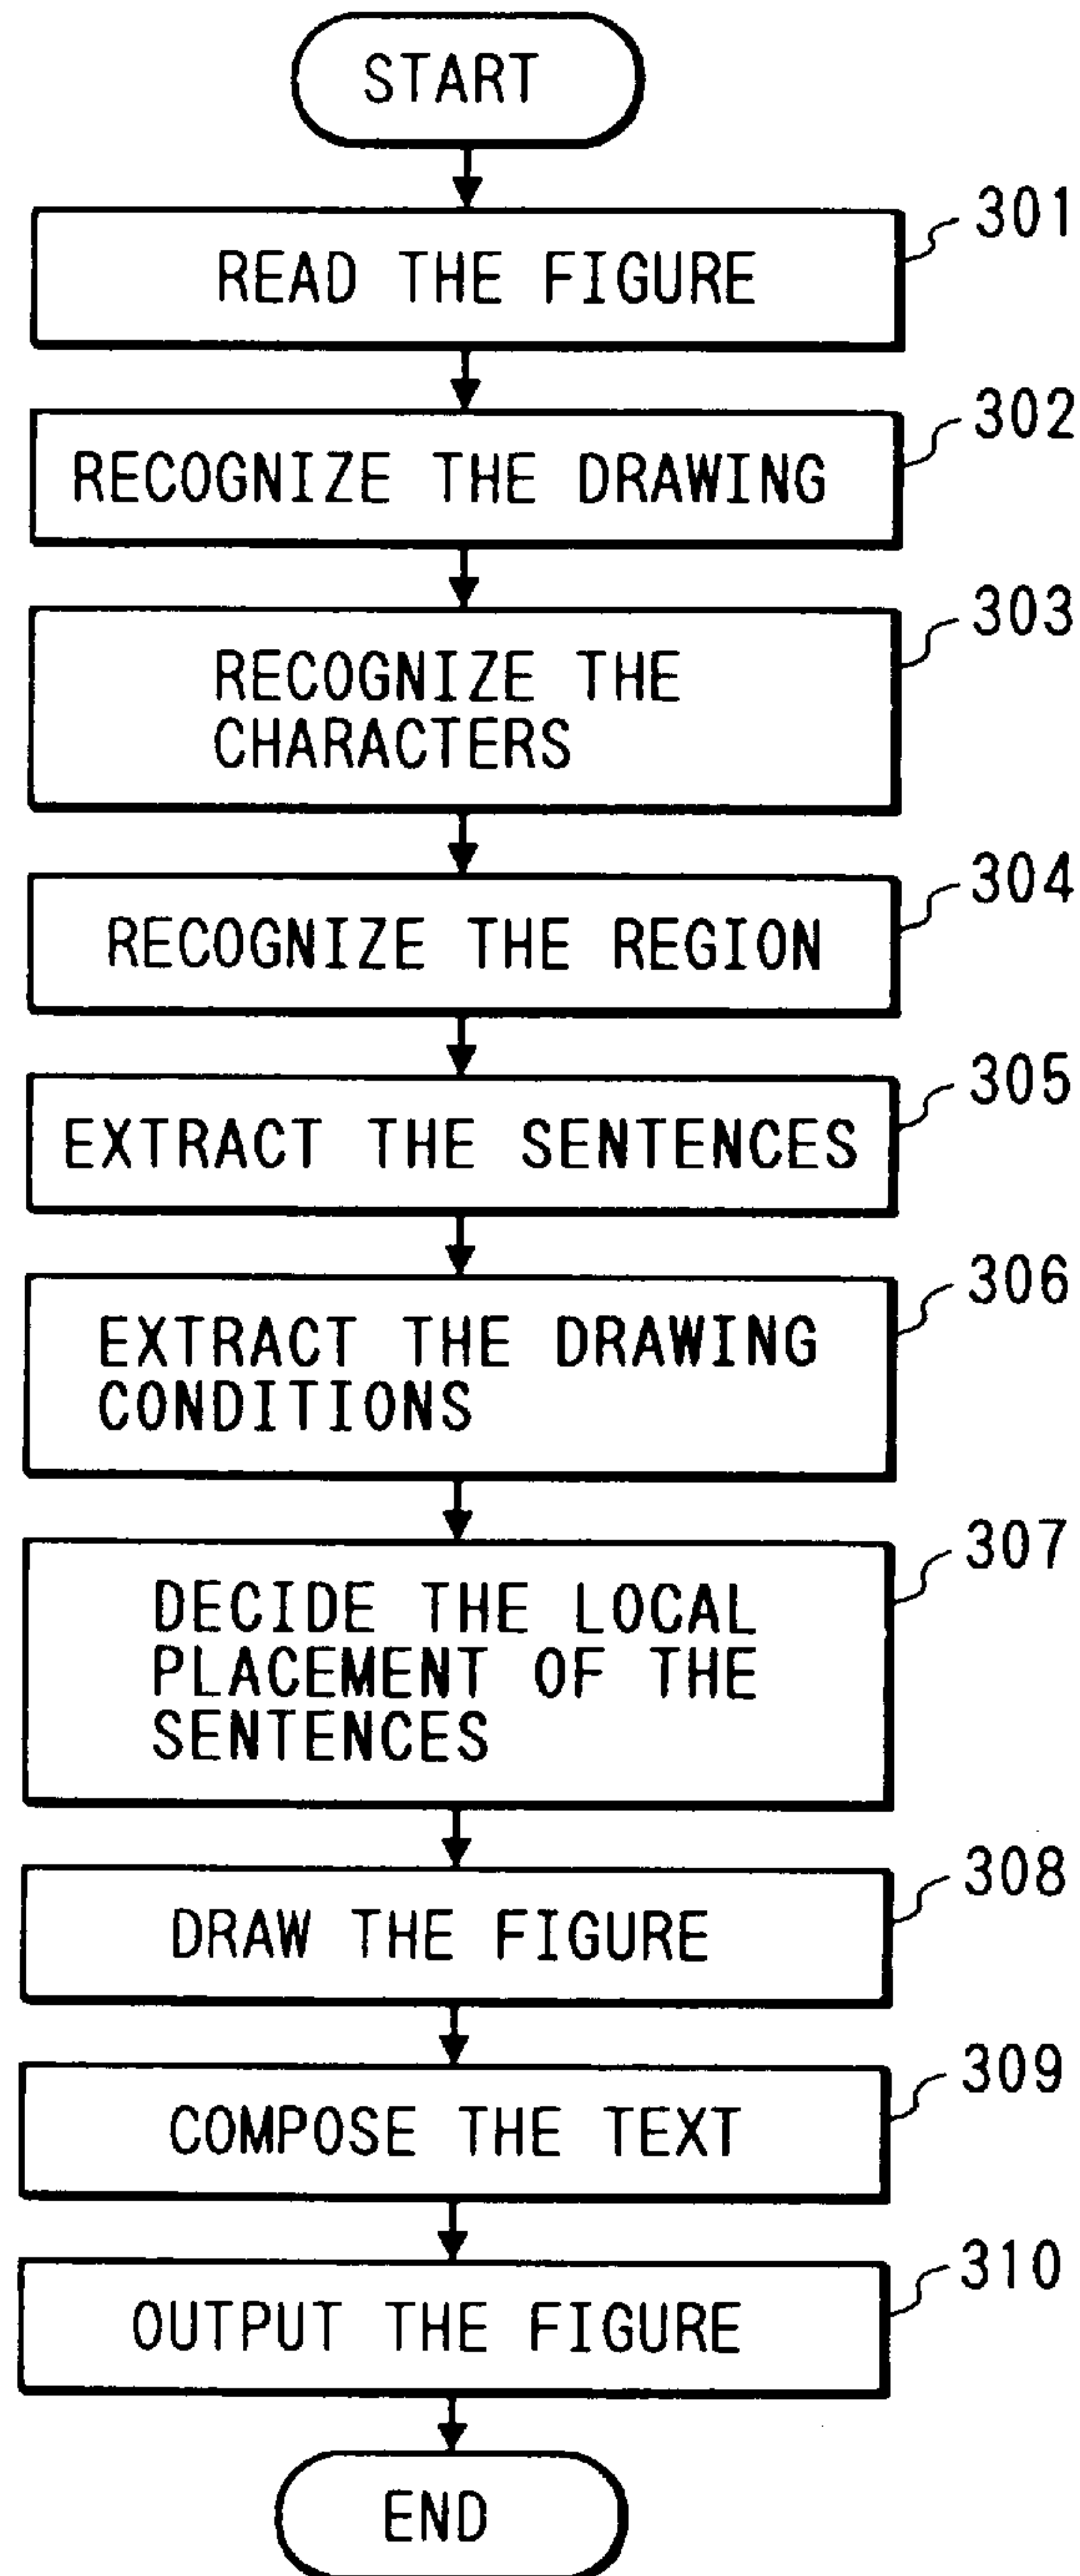 START
301
READ THE FIGURE
302
RECOGNIZE THE DRAWING
303
RECOGNIZE THE
CHARACTERS
304
RECOGNIZE THE REGION
305
EXTRACT THE SENTENCES
306
EXTRACT THE DRAWING
CONDITIONS
307
DECIDE THE LOCAL
PLACEMENT OF THE
SENTENCES
308
DRAW THE FIGURE
309
COMPOSE THE TEXT
310
OUTPUT THE FIGURE
END